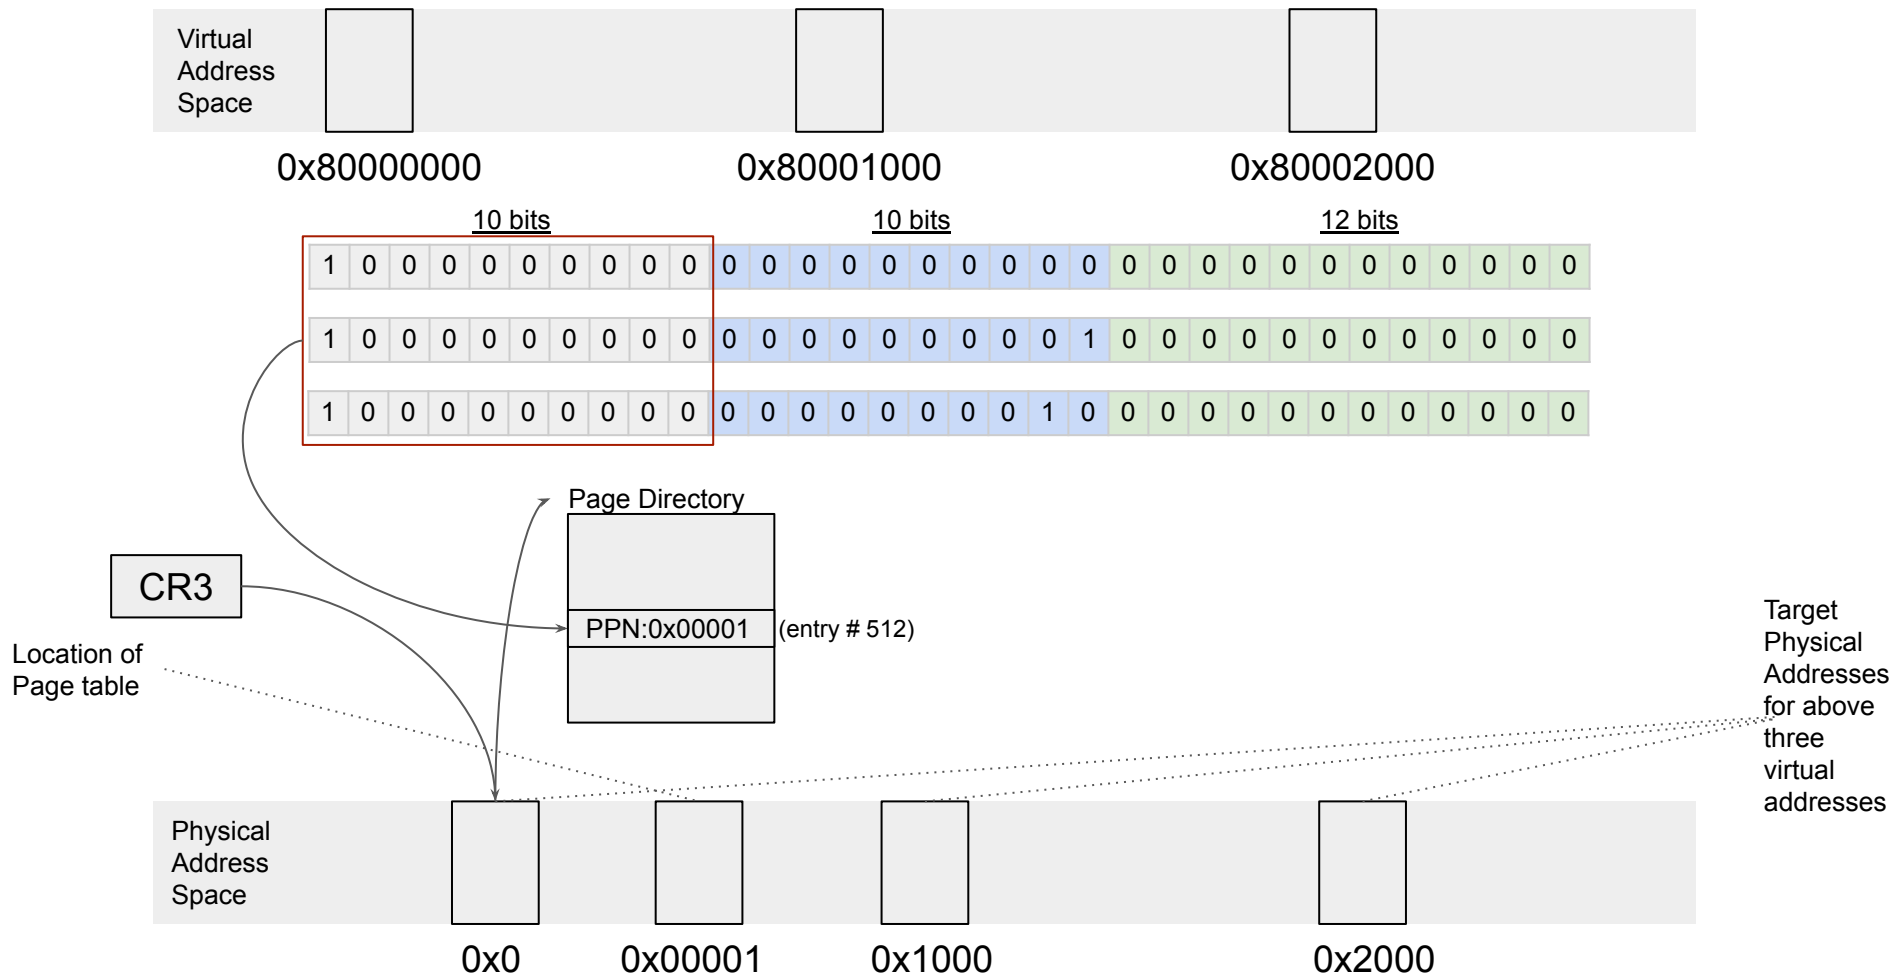 Virtual
Address
Space
0x80000000
0x80001000
0x80002000
10 bits
10 bits
12 bits
1 0 0 0 0 0 0 0 0 0 0 0 0 0 0 0 0 0 0 0 0 0 0 0 0 0 0 0 0 0 0 0
1 0 0 0 0 0 0 0 0 0 0 0 0 0 0 0 0 0 0 1 0 0 0 0 0 0 0 0 0 0 0 0
1 0 0 0 0 0 0 0 0 0 0 0 0 0 0 0 0 0 1 0 0 0 0 0 0 0 0 0 0 0 0 0
Page Directory
CR3
PPN:0x00001
(entry # 512)
Location of
Page table
Target
Physical
Addresses
for above
three
virtual
addresses
Physical
Address
Space
0x0
0x00001
0x1000
0x2000